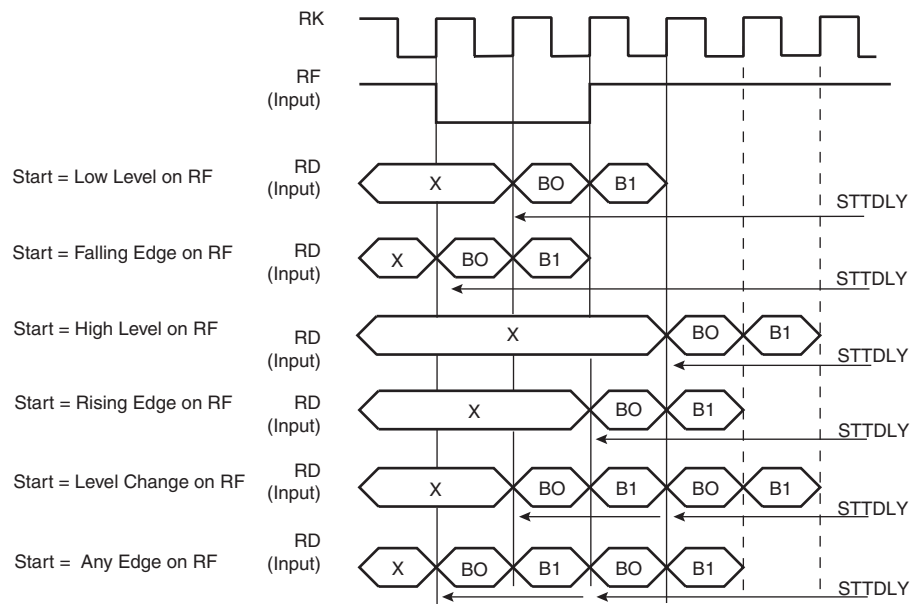 RK
RF
(Input)
Start = Low Level on RF
RD
(Input)
X
BO
B1
STTDLY
Start = Falling Edge on RF
RD
(Input)
X
BO
B1
STTDLY
Start = High Level on RF
RD
(Input)
X
BO
B1
STTDLY
Start = Rising Edge on RF
RD
(Input)
X
BO
B1
STTDLY
Start = Level Change on RF
RD
(Input)
X
BO
B1
BO
B1
STTDLY
Start = Any Edge on RF
RD
(Input)
X
BO
B1
BO
B1
STTDLY